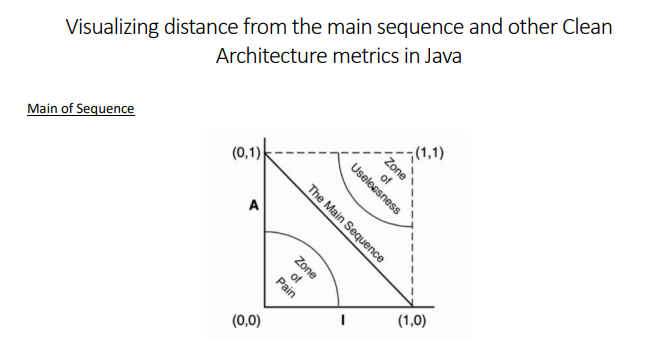 Visualizing distance from the main sequence and other Clean
Architecture metrics in Java
Main of Sequence
(0,1)
(1,1)
Zone
of
Uselessness
A
The Main Sequence
Zone
of
Pain
(0,0)
I
(1,0)